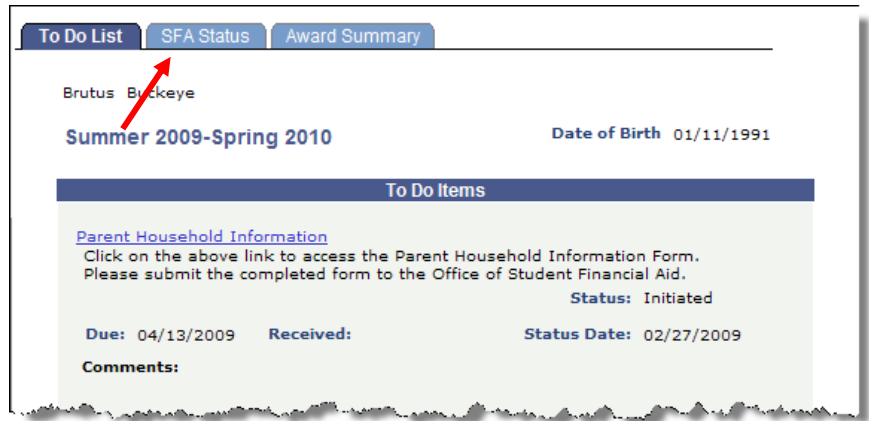 To Do List SFA Status Award Summary
Brutus Buckeye
Summer 2009-Spring 2010 Date of Birth 01/11/1991
To Do Items
Parent Household Information
Click on the above link to access the Parent Household Information Form.
Please submit the completed form to the Office of Student Financial Aid.
Status: Initiated
Due: 04/13/2009 Received: Status Date: 02/27/2009
Comments: